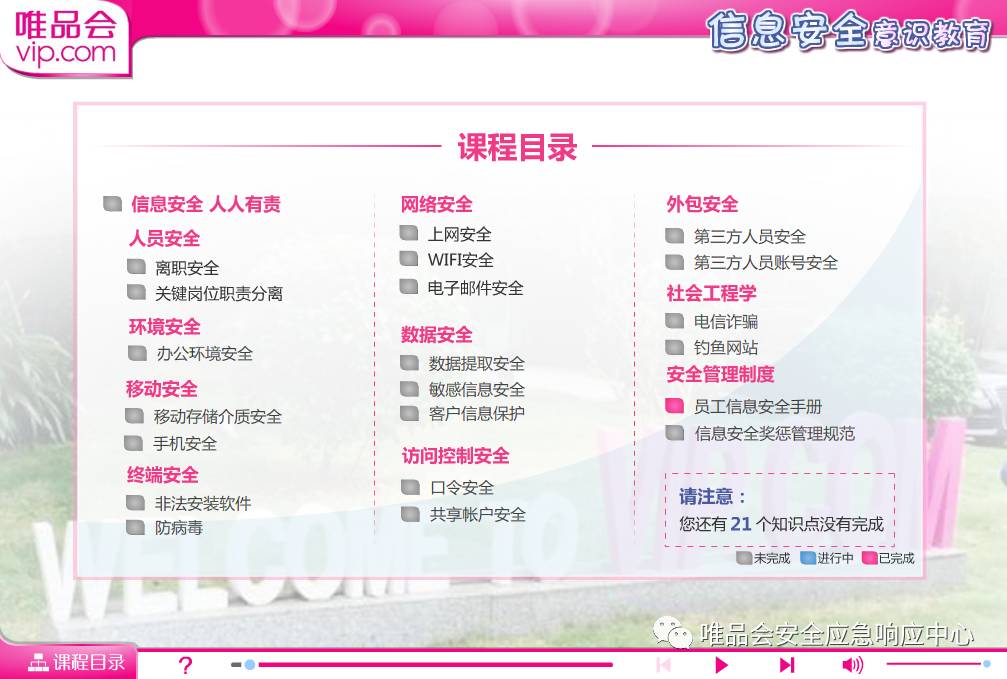 唯品会
vip.com
信息安全意识教育
课程目录
信息安全 人人有责
人员安全
离职安全
关键岗位职责分离
环境安全
办公环境安全
移动安全
移动存储介质安全
手机安全
终端安全
非法安装软件
防病毒
网络安全
上网安全
WIFI安全
电子邮件安全
数据安全
数据提取安全
敏感信息安全
客户信息保护
访问控制安全
口令安全
共享帐户安全
外包安全
第三方人员安全
第三方人员账号安全
社会工程学
电信诈骗
钓鱼网站
安全管理制度
员工信息安全手册
信息安全奖惩管理规范
请注意：
您还有 21 个知识点没有完成
未完成 进行中 已完成
WELCOME TO VIP.COM
唯品会安全应急响应中心
课程目录 ?